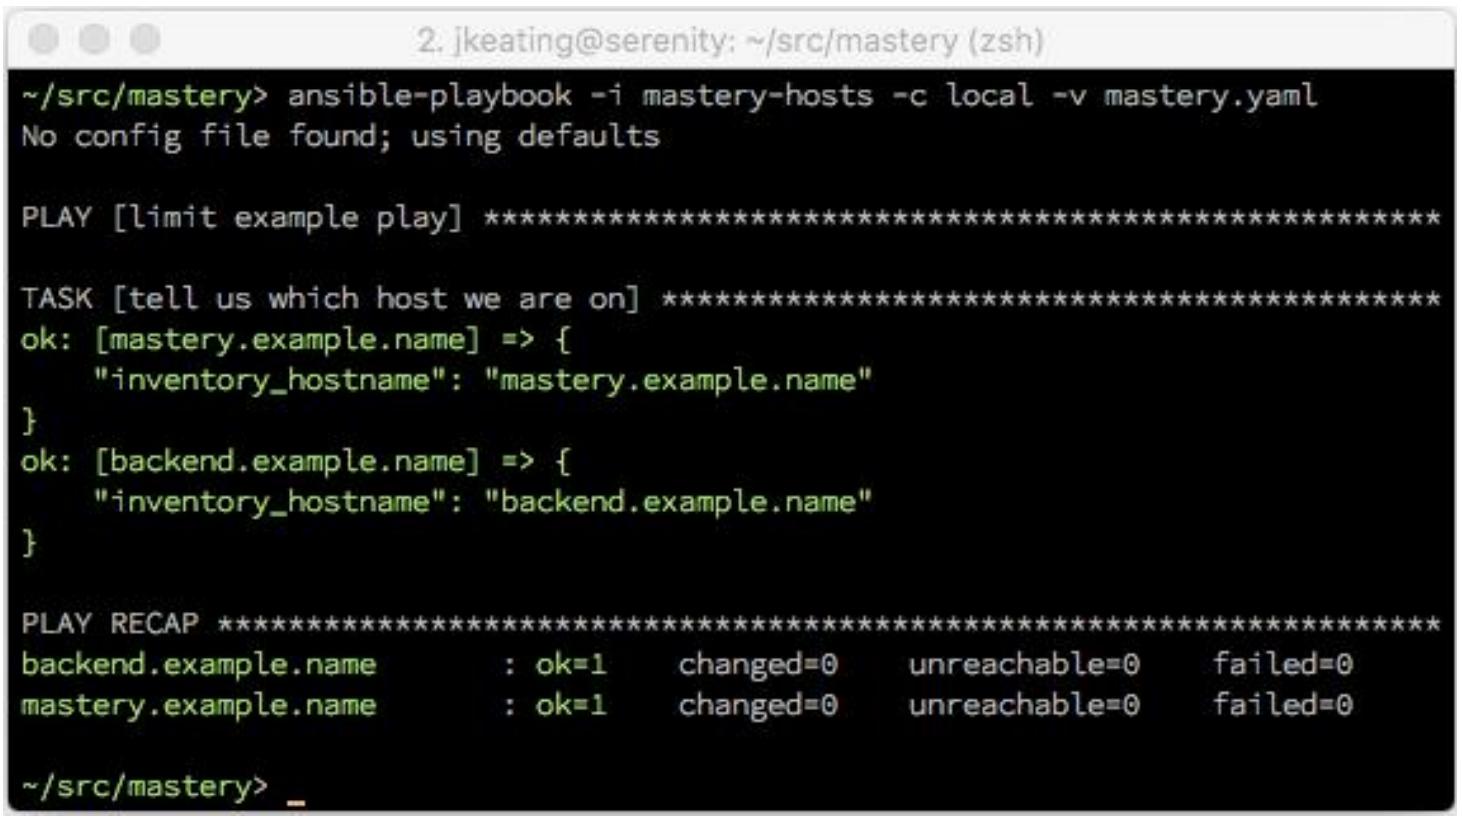 2. jkeating@serenity: ~/src/mastery (zsh)
~/src/mastery> ansible-playbook -i mastery-hosts -c local -v mastery.yaml
No config file found; using defaults

PLAY [limit example play] ******************************************************

TASK [tell us which host we are on] ********************************************
ok: [mastery.example.name] => {
    "inventory_hostname": "mastery.example.name"
}
ok: [backend.example.name] => {
    "inventory_hostname": "backend.example.name"
}

PLAY RECAP *********************************************************************
backend.example.name       : ok=1    changed=0    unreachable=0    failed=0
mastery.example.name       : ok=1    changed=0    unreachable=0    failed=0

~/src/mastery> _